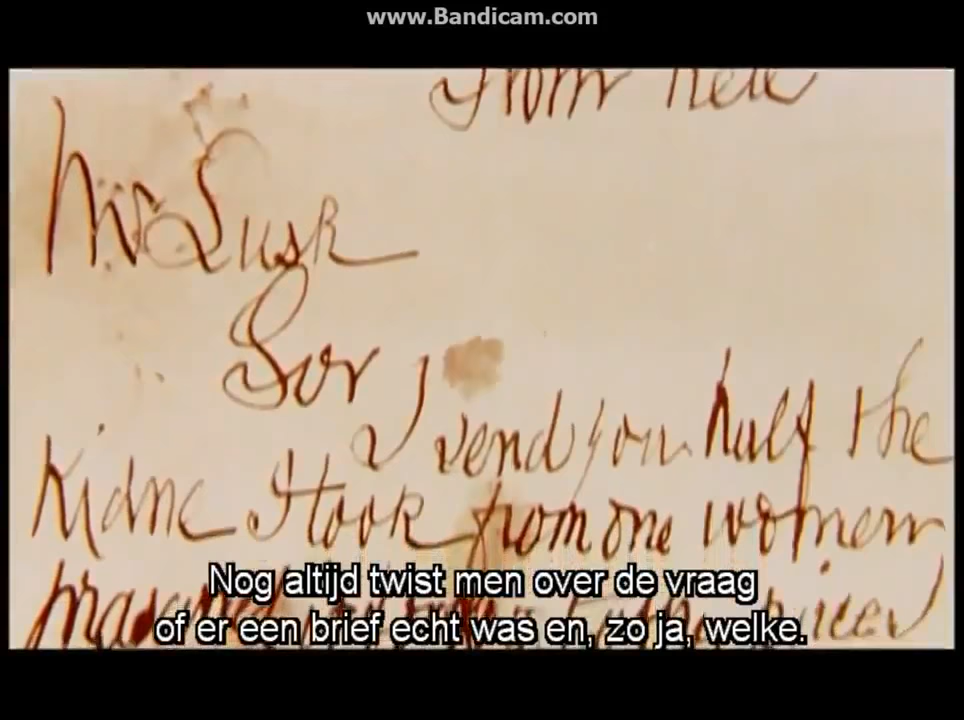 www.Bandicam.com
From hell
Mr Lusk
Sor
I send you half the
Kidne I took from one women
prasarved
Nog altijd twist men over de vraag
of er een brief echt was en, zo ja, welke.